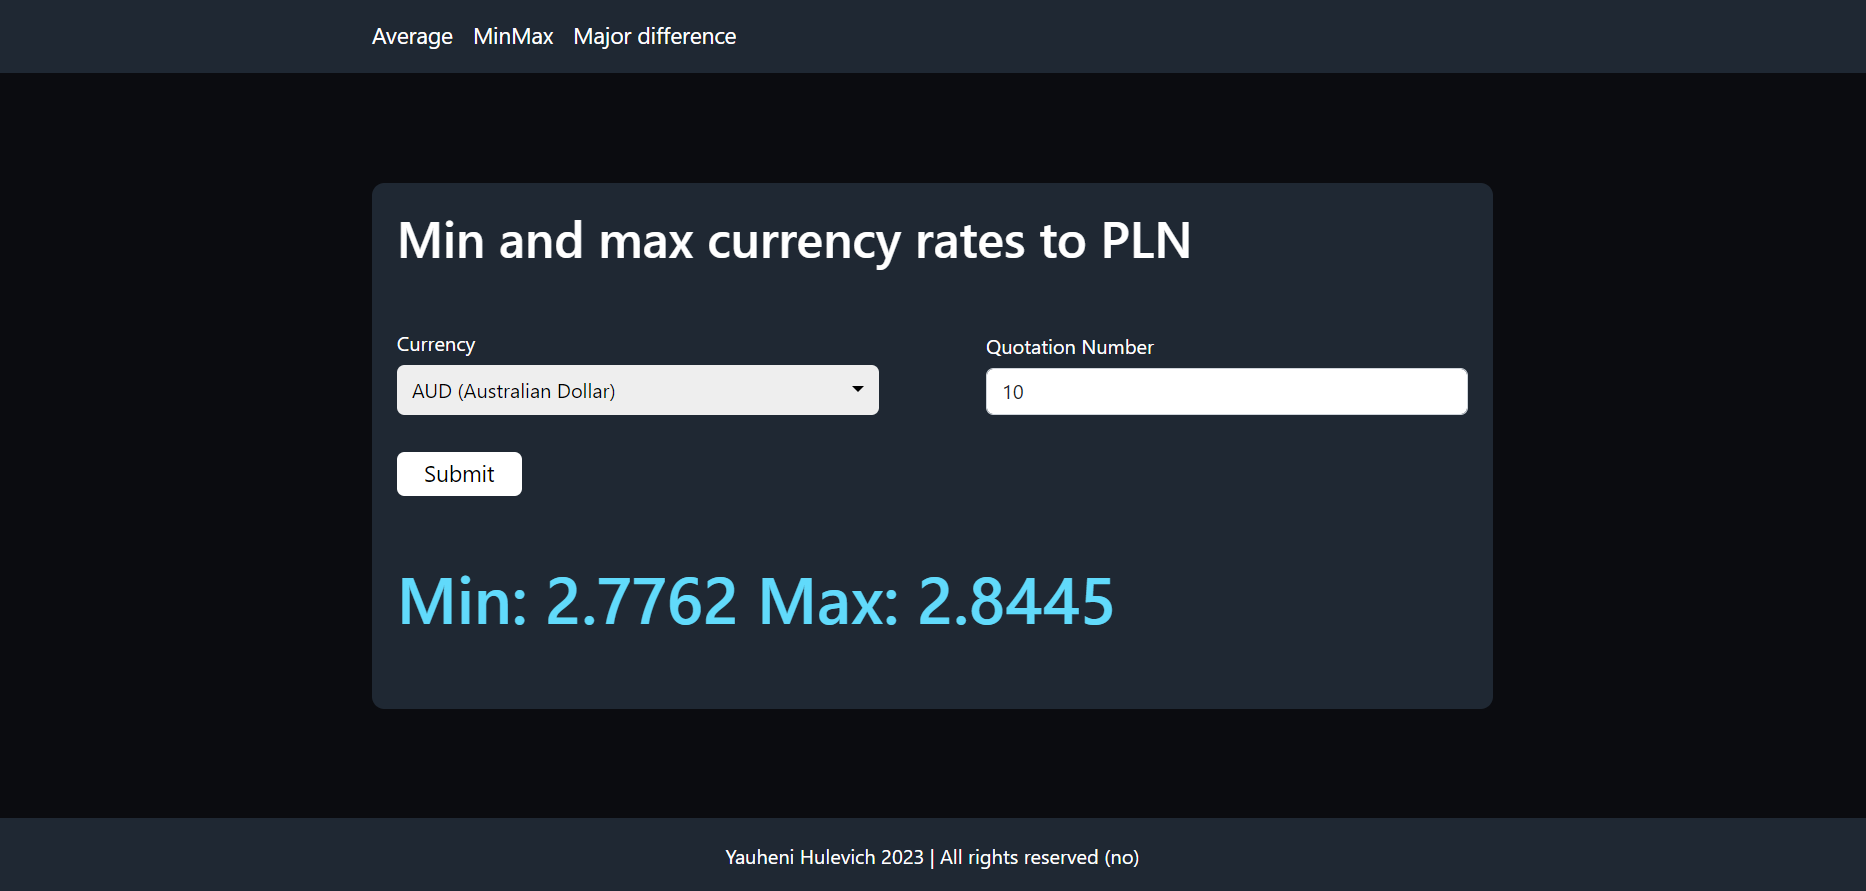 Average MinMax Major difference
Min and max currency rates to PLN
Currency
Quotation Number
AUD (Australian Dollar)
10
Submit
Min: 2.7762 Max: 2.8445
Yauheni Hulevich 2023 | All rights reserved (no)